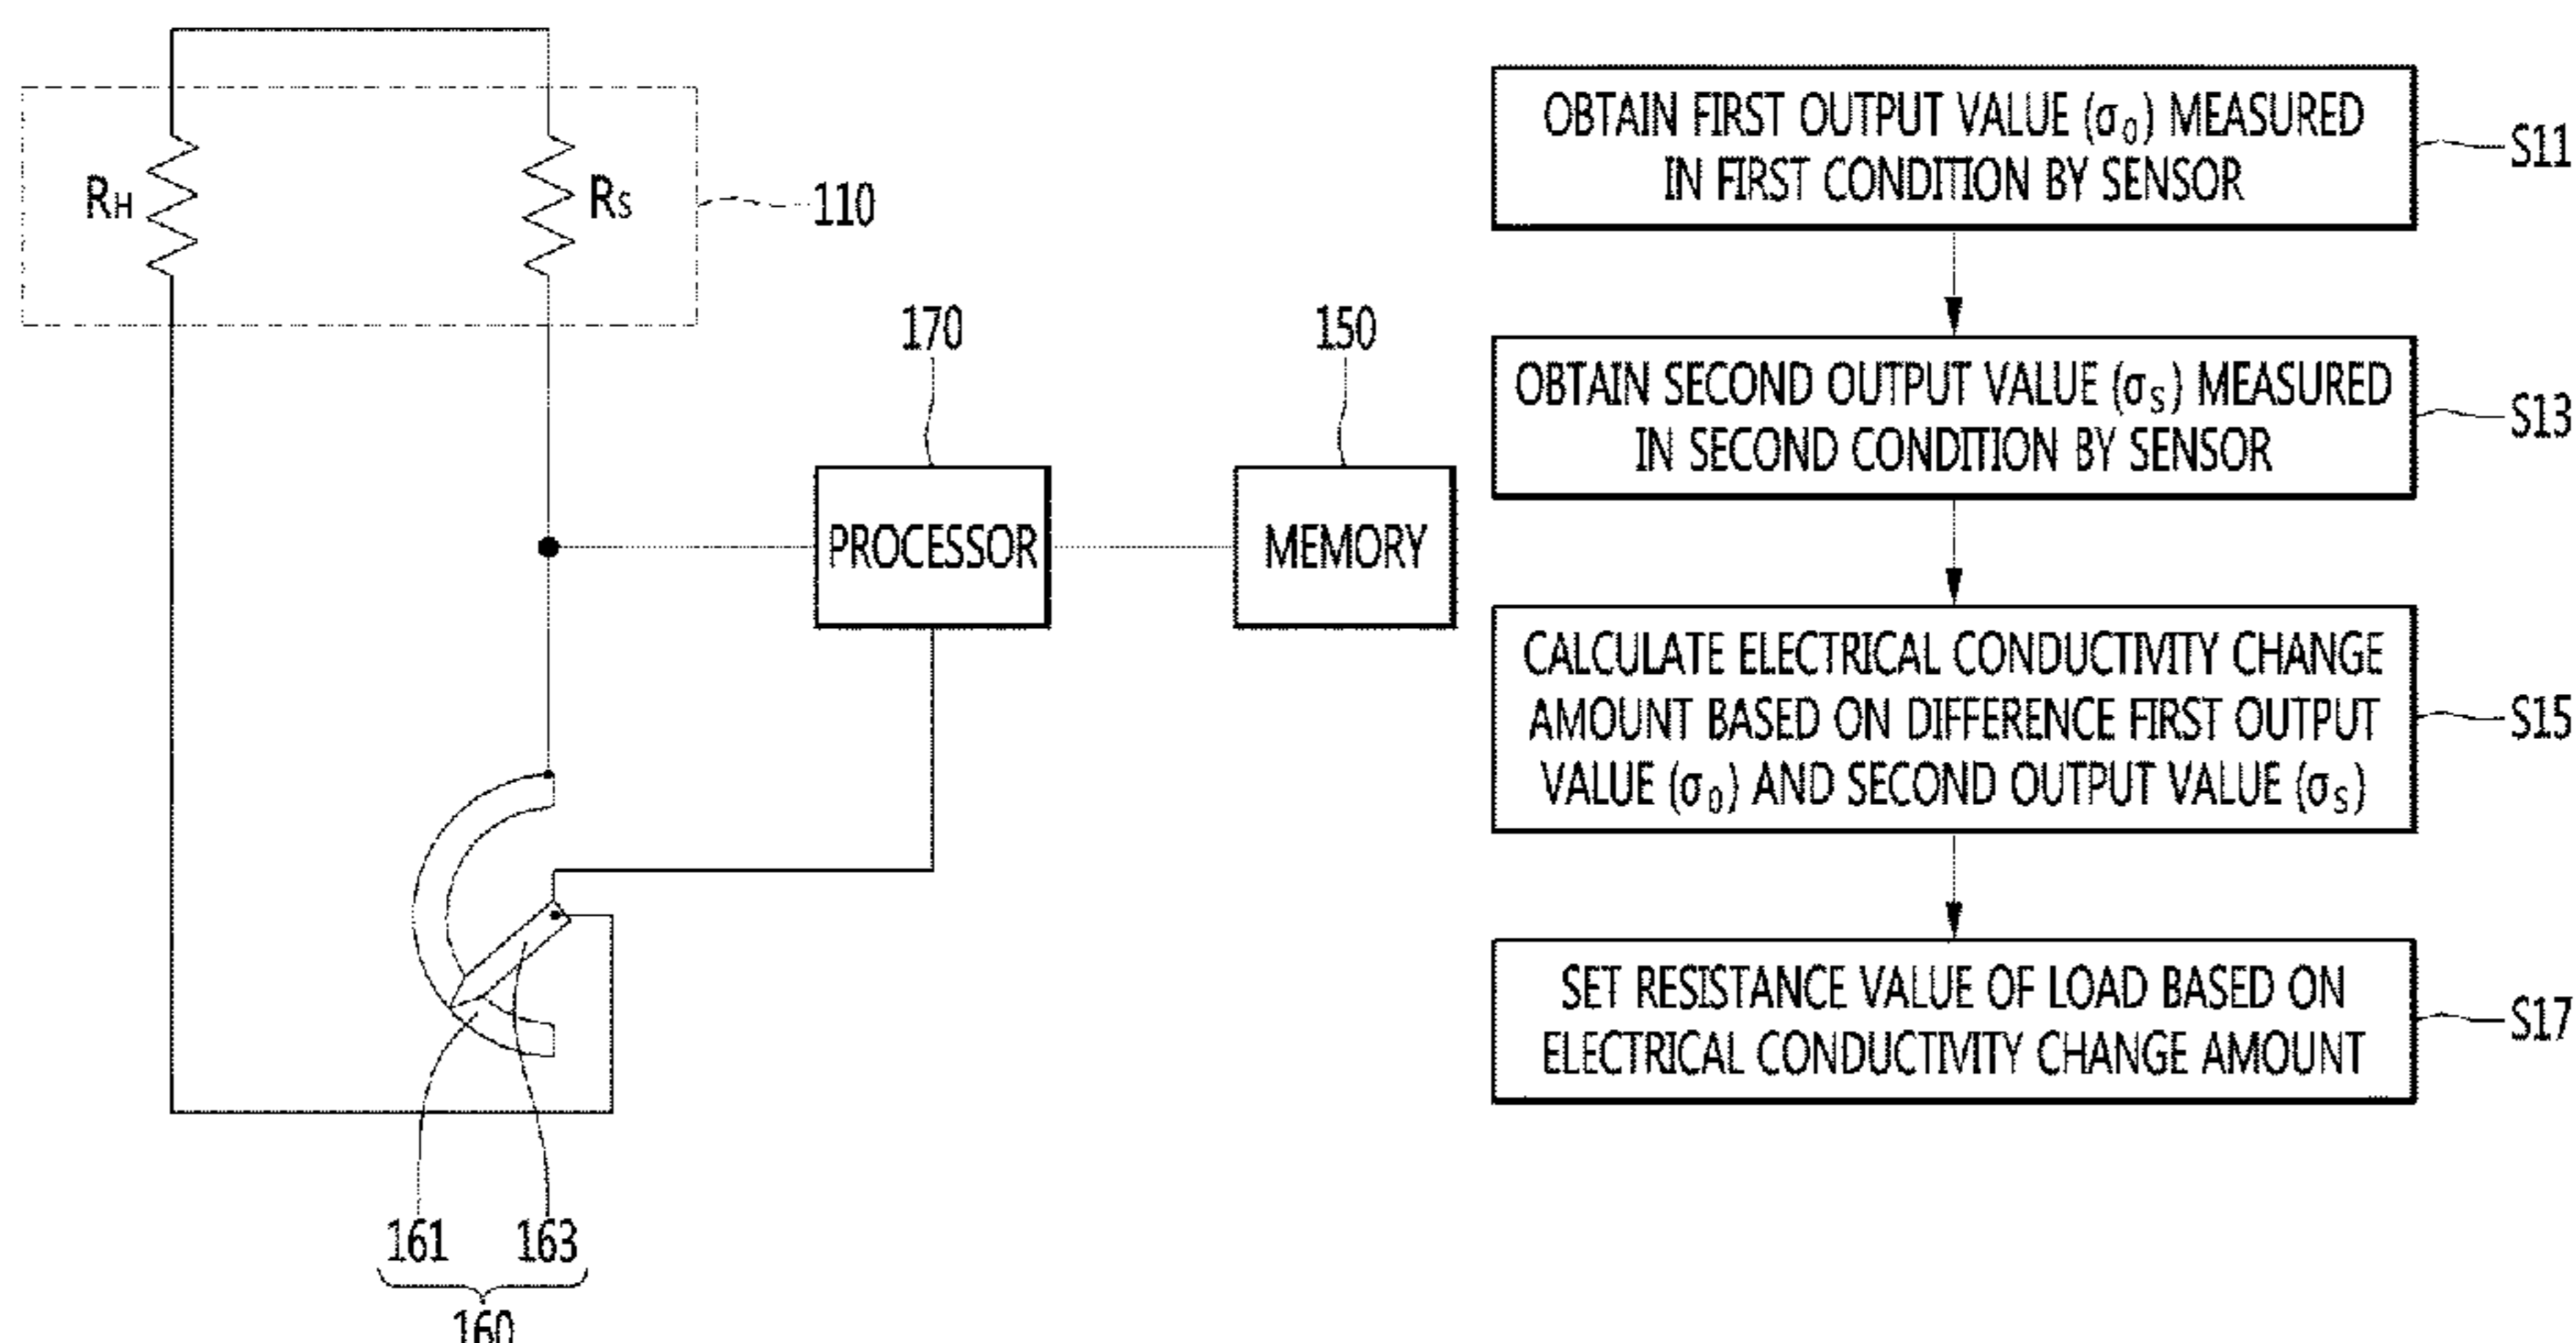 RH
RS
110
170
150
PROCESSOR
MEMORY
161
163
160
OBTAIN FIRST OUTPUT VALUE (σ0) MEASURED
IN FIRST CONDITION BY SENSOR
S11
OBTAIN SECOND OUTPUT VALUE (σS) MEASURED
IN SECOND CONDITION BY SENSOR
S13
CALCULATE ELECTRICAL CONDUCTIVITY CHANGE
AMOUNT BASED ON DIFFERENCE FIRST OUTPUT
VALUE (σ0) AND SECOND OUTPUT VALUE (σS)
S15
SET RESISTANCE VALUE OF LOAD BASED ON
ELECTRICAL CONDUCTIVITY CHANGE AMOUNT
S17